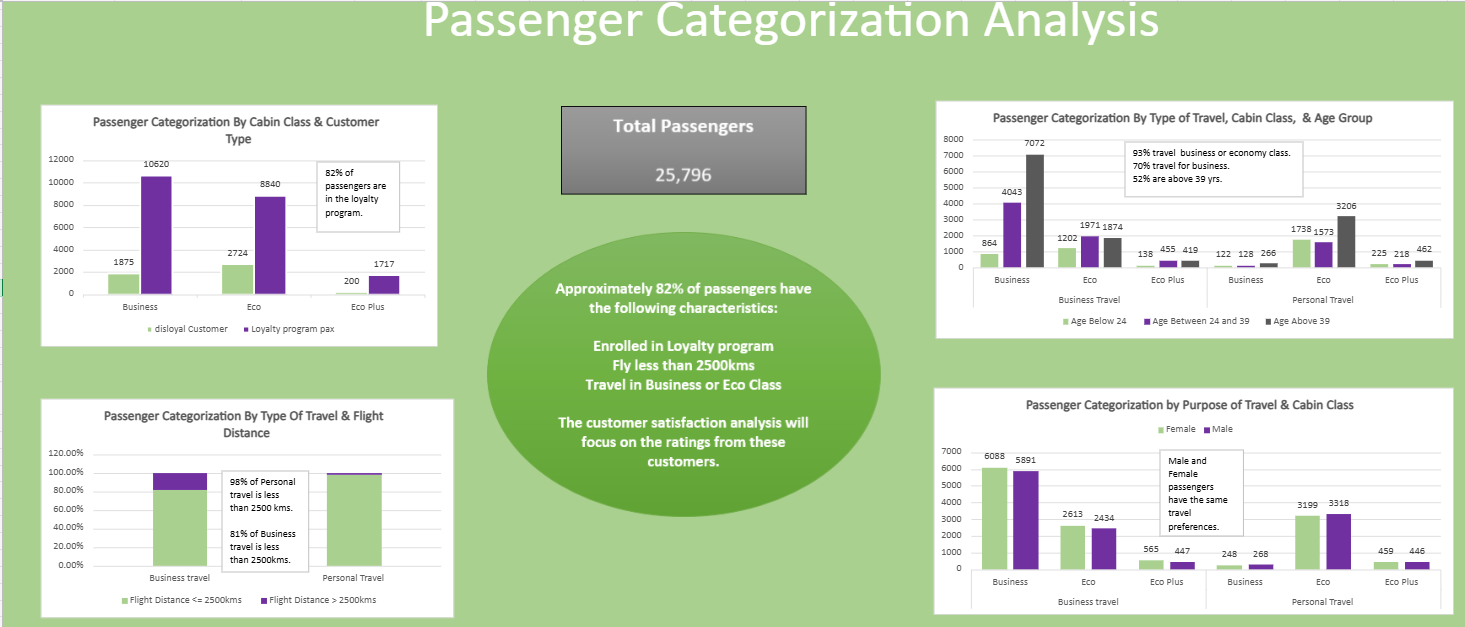 Passenger Categorization Analysis
Passenger Categorization By Cabin Class & Customer
Type
12000
10000
8000
6000
4000
2000
0
1875
10620
2724
8840
200
1717
82% of
passengers are
in the loyalty
program.
Business
Eco
Eco Plus
disloyal Customer
Loyalty program pax
Total Passengers
25,796
Passenger Categorization By Type of Travel, Cabin Class, & Age Group
8000
7000
6000
5000
4000
3000
2000
1000
0
864
4043
7072
1202
1971
1874
138
455
419
122
128
266
1738
1573
3206
225
218
462
93% travel business or economy class.
70% travel for business.
52% are above 39 yrs.
Business
Eco
Eco Plus
Business
Eco
Eco Plus
Business Travel
Personal Travel
Age Below 24
Age Between 24 and 39
Age Above 39
Approximately 82% of passengers have
the following characteristics:
Enrolled in Loyalty program
Fly less than 2500kms
Travel in Business or Eco Class
The customer satisfaction analysis will
focus on the ratings from these
customers.
Passenger Categorization By Type Of Travel & Flight
Distance
120.00%
100.00%
80.00%
60.00%
40.00%
20.00%
0.00%
98% of Personal
travel is less
than 2500 kms.
81% of Business
travel is less
than 2500kms.
Business travel
Personal Travel
Flight Distance <= 2500kms
Flight Distance > 2500kms
Passenger Categorization by Purpose of Travel & Cabin Class
Female
Male
7000
6000
5000
4000
3000
2000
1000
0
6088
5891
2613
2434
565
447
248
268
3199
3318
459
446
Male and
Female
passengers
have the same
travel
preferences.
Business
Eco
Eco Plus
Business
Eco
Eco Plus
Business travel
Personal Travel